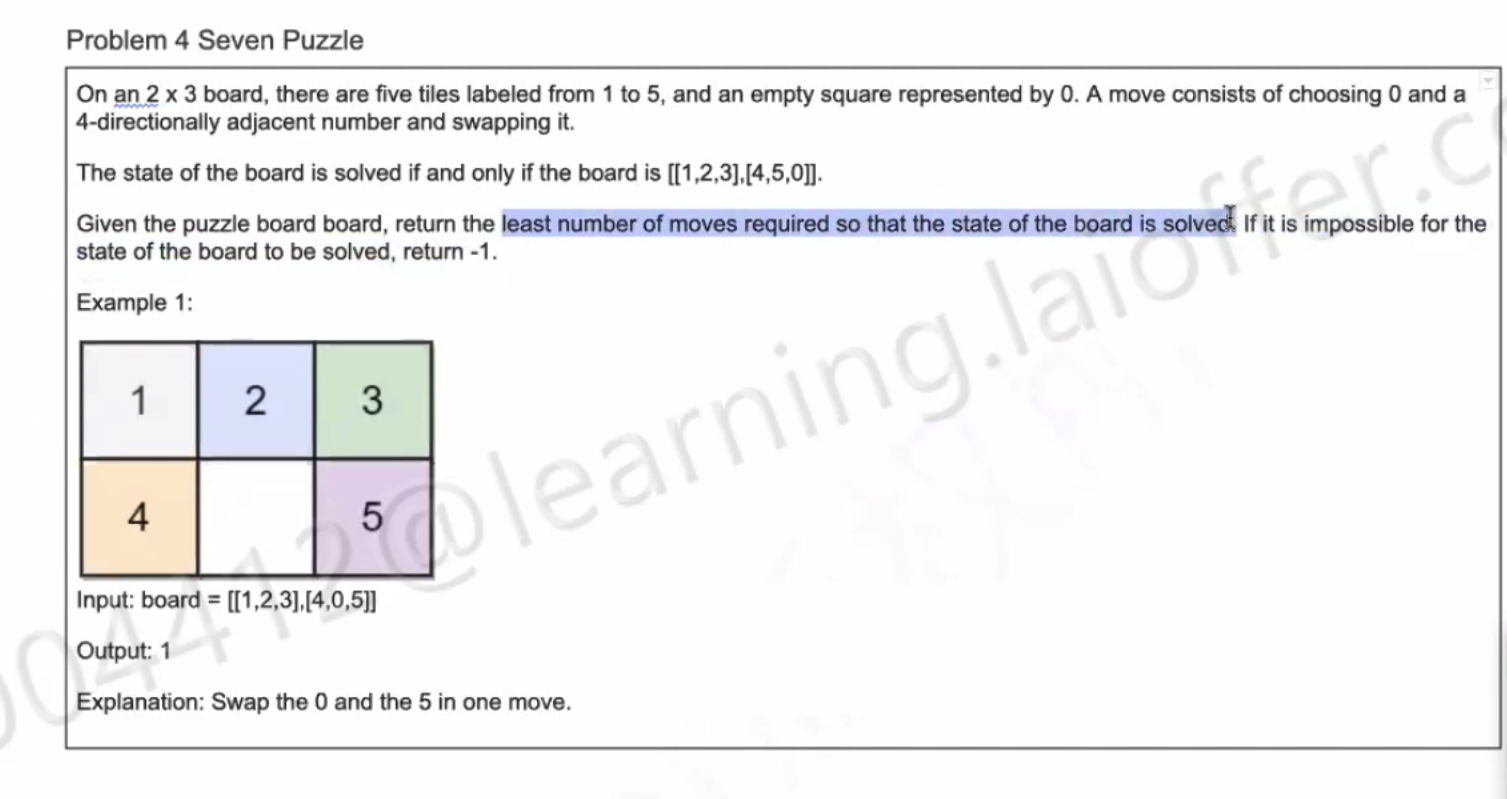 Problem 4 Seven Puzzle
On an 2 x 3 board, there are five tiles labeled from 1 to 5, and an empty square represented by 0. A move consists of choosing 0 and a
4-directionally adjacent number and swapping it.
The state of the board is solved if and only if the board is [[1,2,3],[4,5,0]].
Given the puzzle board board, return the least number of moves required so that the state of the board is solved. If it is impossible for the
state of the board to be solved, return -1.
Example 1:
1 2 3
4 5
Input: board = [[1,2,3],[4,0,5]]
Output: 1
Explanation: Swap the 0 and the 5 in one move.
004412@learning.laioffer.c